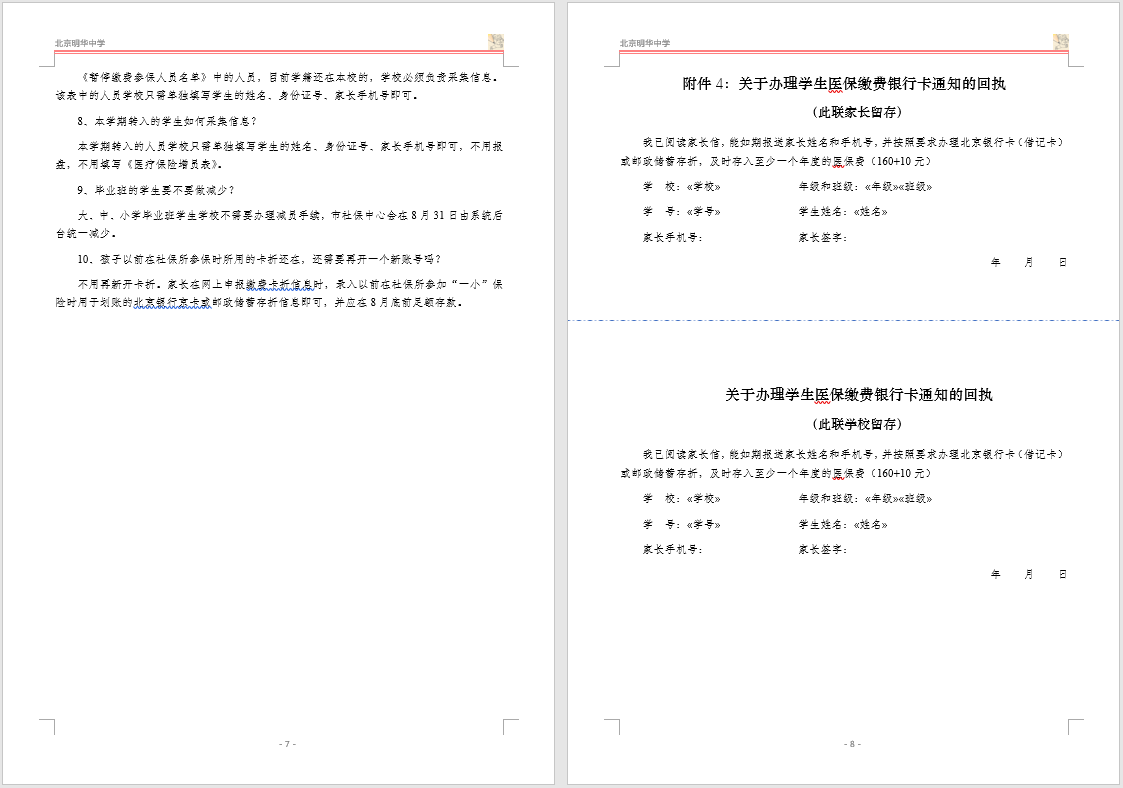 北京明华中学
《暂停缴费参保人员名单》中的人员，目前学籍还在本校的，学校必须负责采集信息。
该表中的人员学校只需单独填写学生的姓名、身份证号、家长手机号即可。
8、本学期转入的学生如何采集信息？
本学期转入的人员学校只需单独填写学生的姓名、身份证号、家长手机号即可，不用报
盘，不用填写《医疗保险增员表》。
9、毕业班的学生要不要做减少？
大、中、小学毕业班学生学校不需要办理减员手续，市社保中心会在 8 月 31 日由系统后
台统一减少。
10、孩子以前在社保所参保时所用的卡折还在，还需要再开一个新账号吗？
不用再新开卡折。家长在网上申报缴费卡折信息时，录入以前在社保所参加“一小”保
险时用于划账的北京银行京卡或邮政储蓄存折信息即可，并应在 8 月底前足额存款。
- 7 -
北京明华中学
附件 4：关于办理学生医保缴费银行卡通知的回执
（此联家长留存）
我已阅读家长信，能如期报送家长姓名和手机号，并按照要求办理北京银行卡（借记卡）
或邮政储蓄存折，及时存入至少一个年度的医保费（160+10 元）
学　校：«学校»　　　　　年级和班级：«年级»«班级»
学　号：«学号»　　　　　学生姓名：«姓名»
家长手机号：　　　　　　家长签字：
年　　月　　日
关于办理学生医保缴费银行卡通知的回执
（此联学校留存）
我已阅读家长信，能如期报送家长姓名和手机号，并按照要求办理北京银行卡（借记卡）
或邮政储蓄存折，及时存入至少一个年度的医保费（160+10 元）
学　校：«学校»　　　　　年级和班级：«年级»«班级»
学　号：«学号»　　　　　学生姓名：«姓名»
家长手机号：　　　　　　家长签字：
年　　月　　日
- 8 -